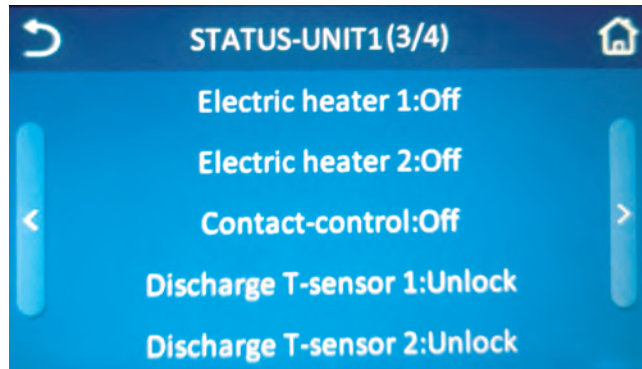 STATUS-UNIT1(3/4)
Electric heater 1:Off
Electric heater 2:Off
Contact-control:Off
Discharge T-sensor 1:Unlock
Discharge T-sensor 2:Unlock